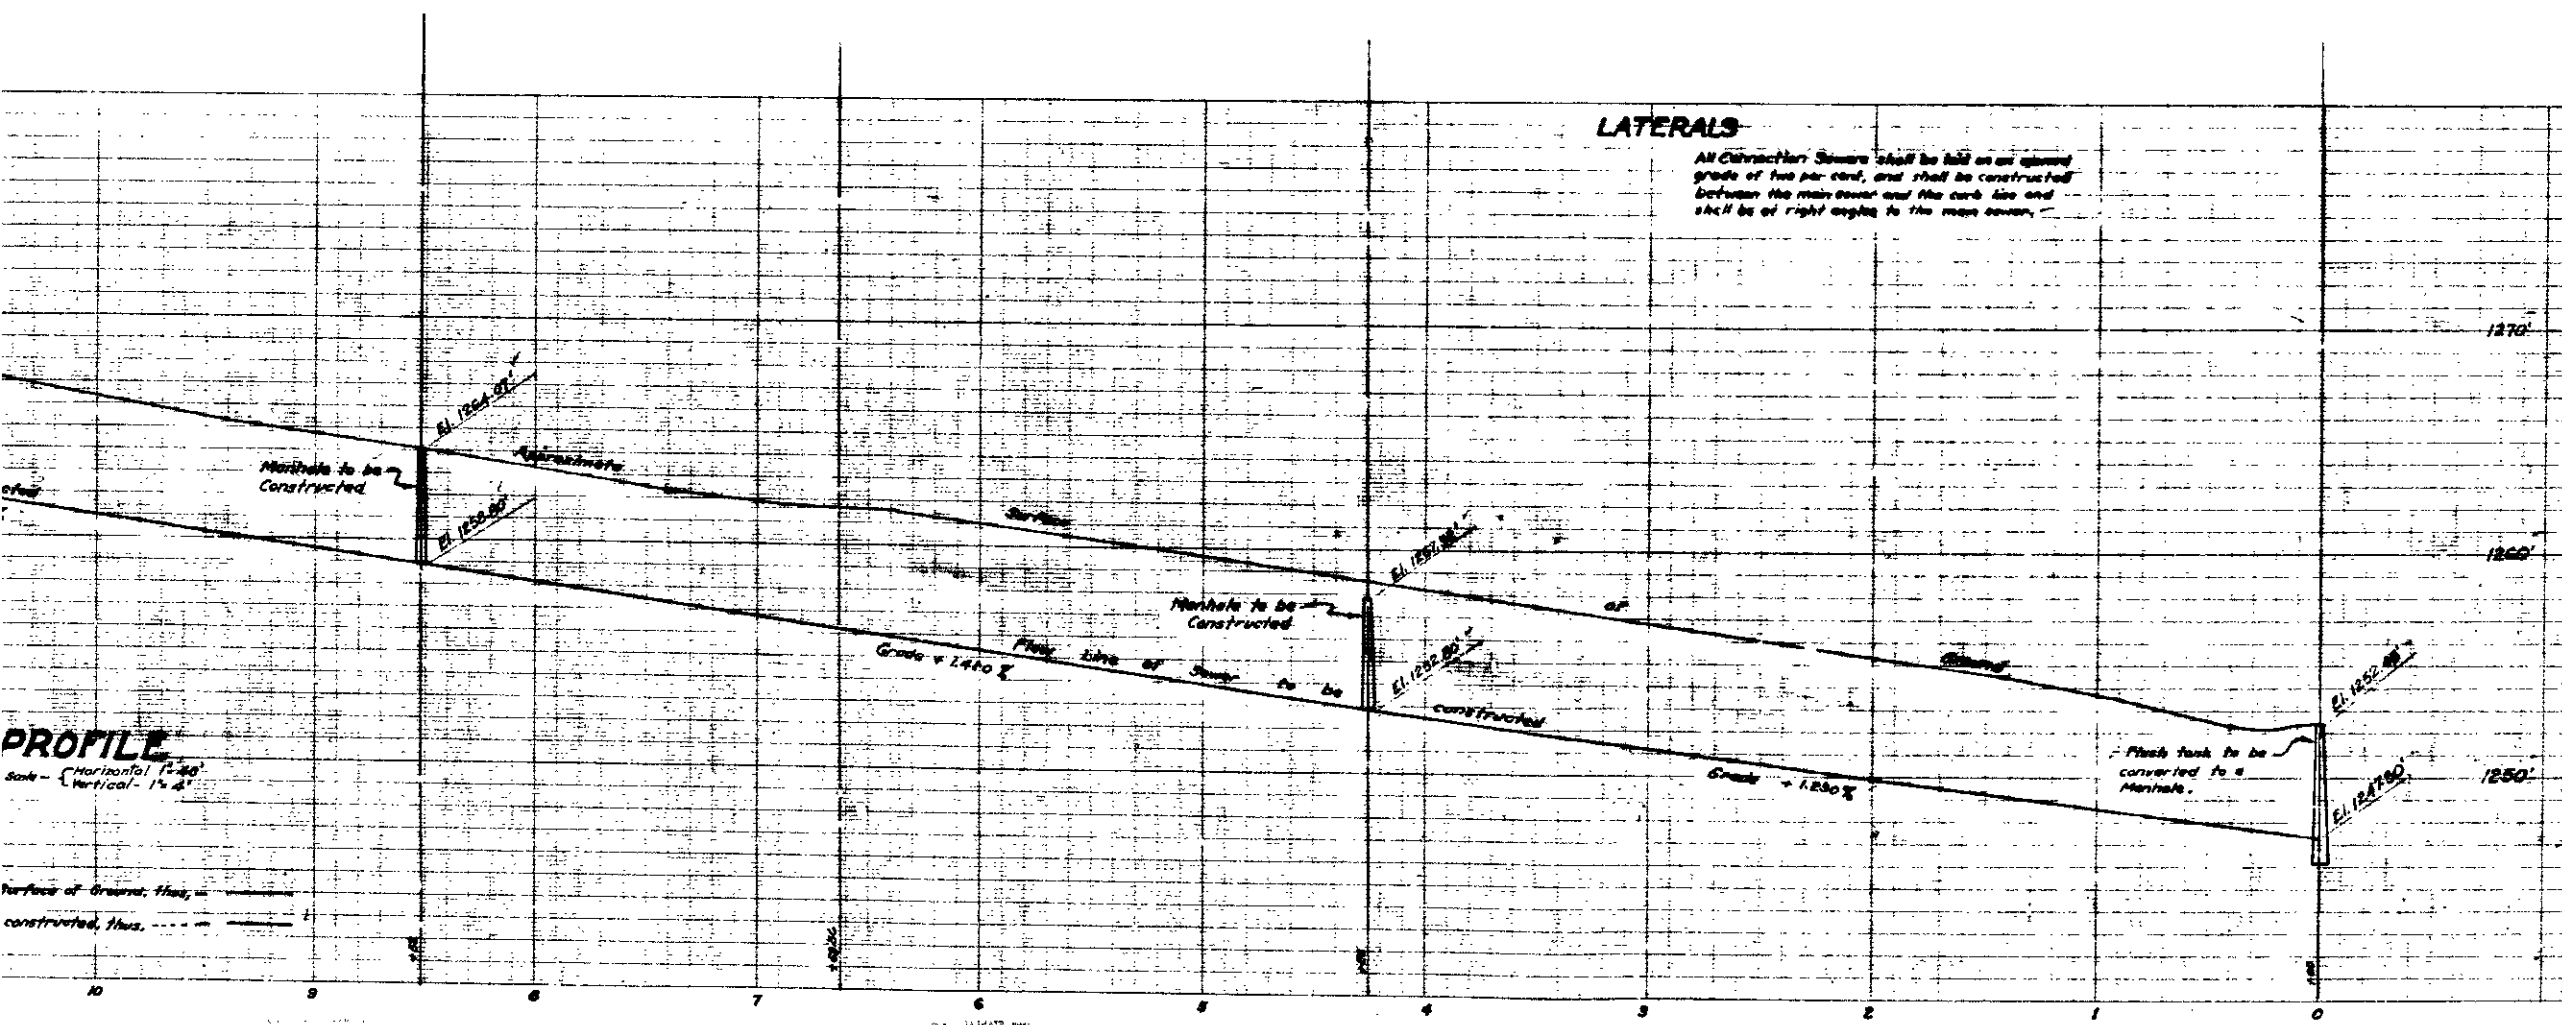 LATERALS
All Connection Sewers shall be laid on an
grade of two per cent, and shall be constructed
between the main sewer and the curb line and
shall be at right angles to the main sewer.
1270'
El. 1264.07'
Manhole to be
Constructed
Approximate
El. 1258.80'
Surface
El. 1257.
1260'
Manhole to be
Constructed
or
Ground
Grade + 1.410 %
Flow Line of Sewer to be
constructed
El. 1252.80'
El. 1252.
PROFILE
Scale - Horizontal 1" = 40'
Vertical - 1" = 4'
Grade + 1.230 %
Flush tank to be
converted to a
Manhole.
1250'
El. 1247.80'
Surface of Ground, thus,
constructed, thus,
10 9 8 7 6 5 4 3 2 1 0